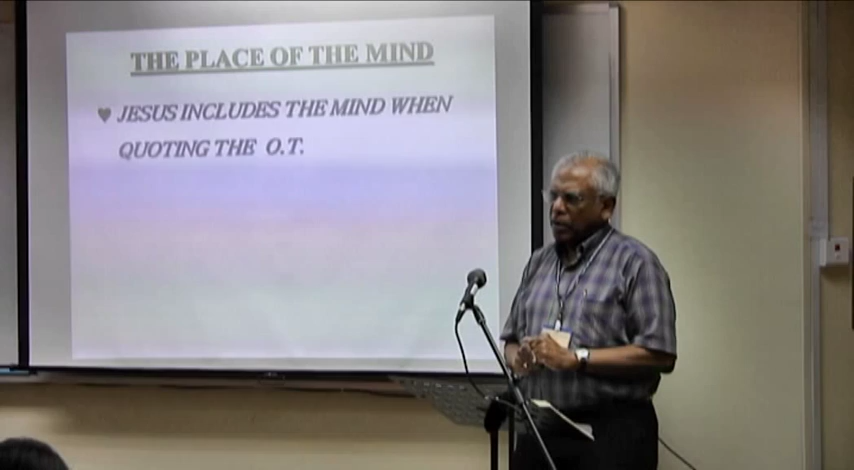 THE PLACE OF THE MIND
JESUS INCLUDES THE MIND WHEN
QUOTING THE O.T.